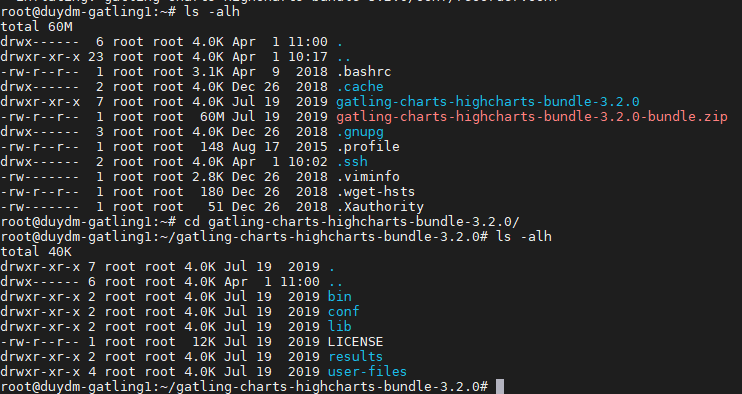 root@duydm-gatling1:~# ls -alh
total 60M
drwx------  6 root root 4.0K Apr  1 11:00 .
drwxr-xr-x 23 root root 4.0K Apr  1 10:17 ..
-rw-r--r--  1 root root 3.1K Apr  9  2018 .bashrc
drwx------  2 root root 4.0K Dec 26  2018 .cache
drwxr-xr-x  7 root root 4.0K Jul 19  2019 gatling-charts-highcharts-bundle-3.2.0
-rw-r--r--  1 root root  60M Jul 19  2019 gatling-charts-highcharts-bundle-3.2.0-bundle.zip
drwx------  3 root root 4.0K Dec 26  2018 .gnupg
-rw-r--r--  1 root root  148 Aug 17  2015 .profile
drwx------  2 root root 4.0K Apr  1 10:02 .ssh
-rw-------  1 root root 2.8K Dec 26  2018 .viminfo
-rw-r--r--  1 root root  180 Dec 26  2018 .wget-hsts
-rw-------  1 root root   51 Dec 26  2018 .Xauthority
root@duydm-gatling1:~# cd gatling-charts-highcharts-bundle-3.2.0/
root@duydm-gatling1:~/gatling-charts-highcharts-bundle-3.2.0# ls -alh
total 40K
drwxr-xr-x 7 root root 4.0K Jul 19  2019 .
drwx------ 6 root root 4.0K Apr  1 11:00 ..
drwxr-xr-x 2 root root 4.0K Jul 19  2019 bin
drwxr-xr-x 2 root root 4.0K Jul 19  2019 conf
drwxr-xr-x 2 root root 4.0K Jul 19  2019 lib
-rw-r--r-- 1 root root  12K Jul 19  2019 LICENSE
drwxr-xr-x 2 root root 4.0K Jul 19  2019 results
drwxr-xr-x 4 root root 4.0K Jul 19  2019 user-files
root@duydm-gatling1:~/gatling-charts-highcharts-bundle-3.2.0#